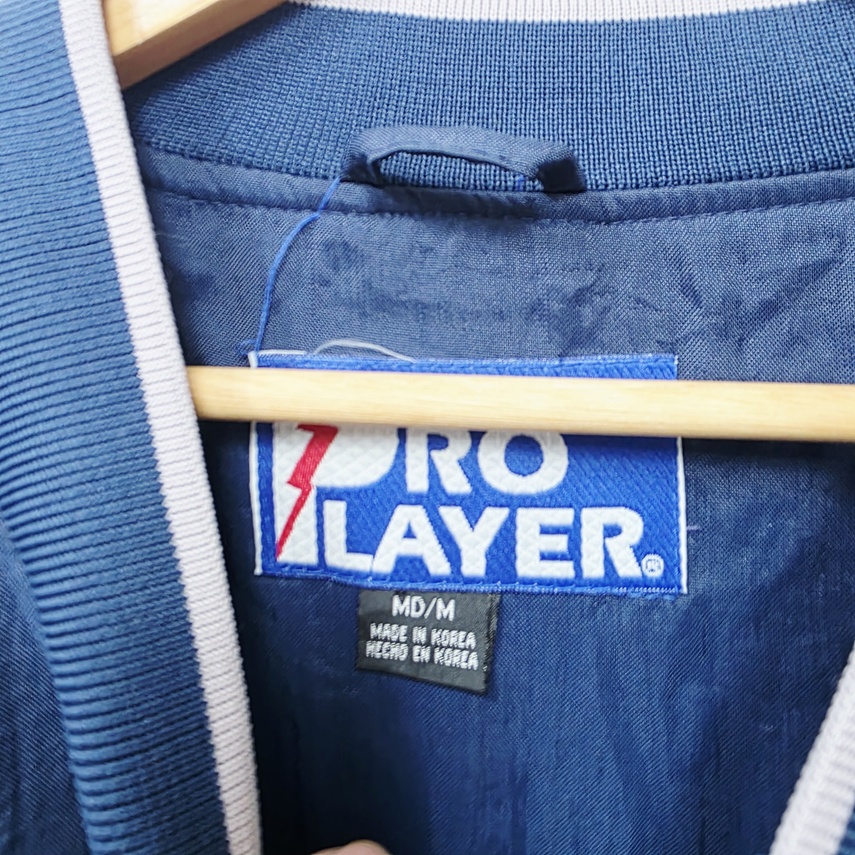 PRO
PLAYER®
MD/M
MADE IN KOREA
HECHO EN KOREA